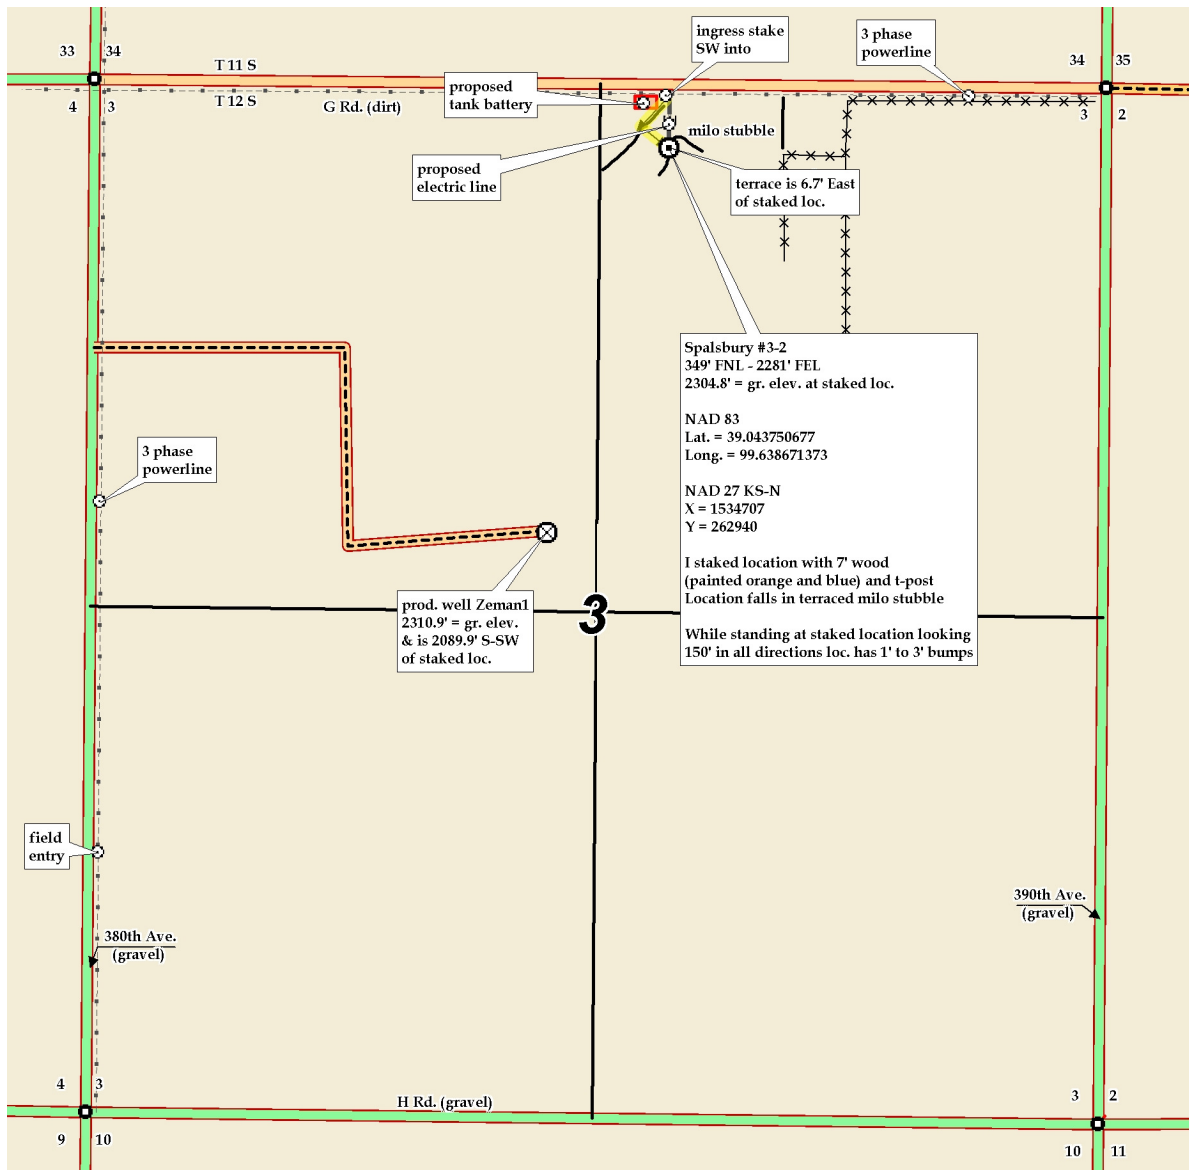 ingress stake
SW into
3 phase
powerline
33
34
T 11 S
34
35
proposed
tank battery
4
3
T 12 S
G Rd. (dirt)
3
2
milo stubble
proposed
electric line
terrace is 6.7' East
of staked loc.
Spalsbury #3-2
349' FNL - 2281' FEL
2304.8' = gr. elev. at staked loc.
NAD 83
Lat. = 39.043750677
Long. = 99.638671373
NAD 27 KS-N
X = 1534707
Y = 262940
I staked location with 7' wood
(painted orange and blue) and t-post
Location falls in terraced milo stubble
While standing at staked location looking
150' in all directions loc. has 1' to 3' bumps
3 phase
powerline
prod. well Zeman1
2310.9' = gr. elev.
& is 2089.9' S-SW
of staked loc.
3
field
entry
390th Ave.
(gravel)
380th Ave.
(gravel)
4
3
H Rd. (gravel)
3
2
9
10
10
11